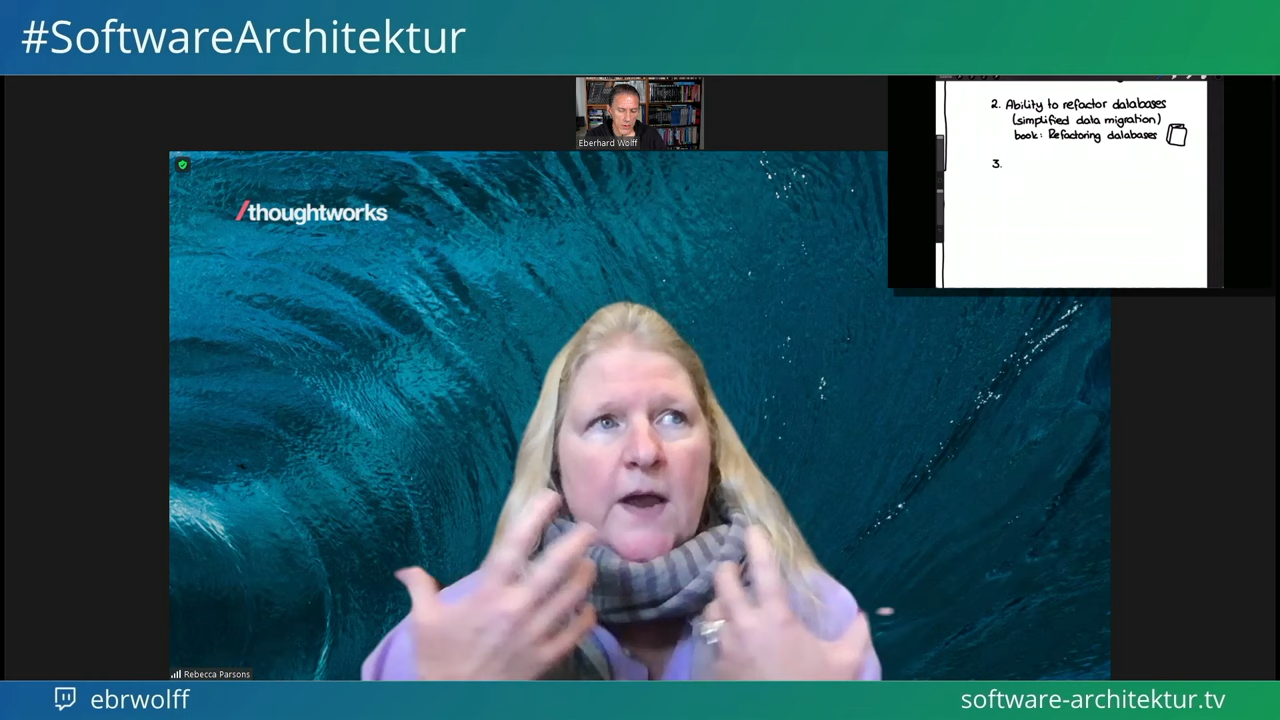 #SoftwareArchitektur
Eberhard Wolff
2. Ability to refactor databases
(simplified data migration)
book: Refactoring databases
3.
/thoughtworks
Rebecca Parsons
ebrwolff
software-architektur.tv